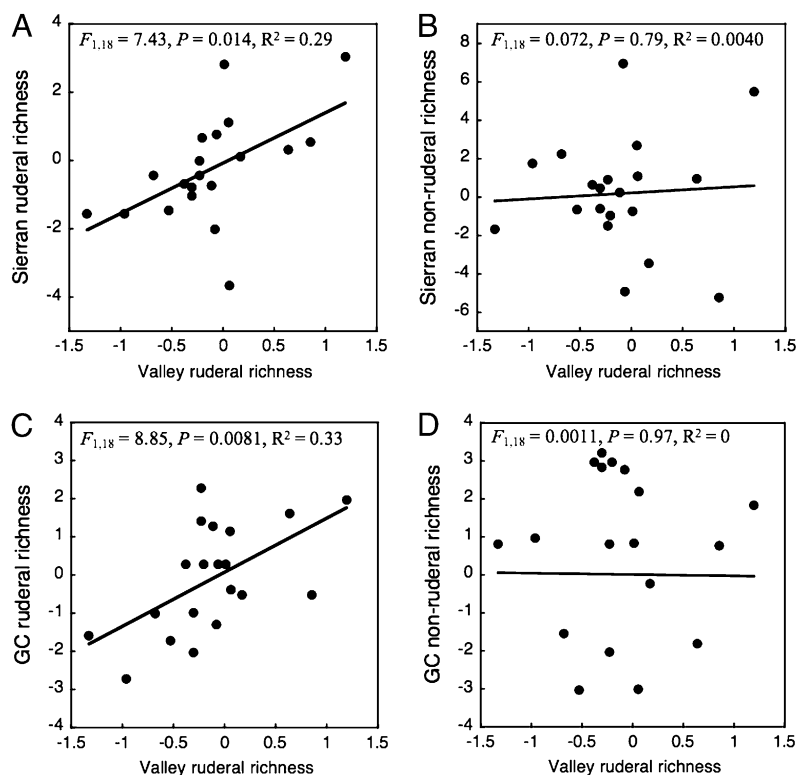 A
F1,18 = 7.43, P = 0.014, R² = 0.29
4
2
0
-2
-4
Sierran ruderal richness
-1.5 -1 -0.5 0 0.5 1 1.5
Valley ruderal richness
B
F1,18 = 0.072, P = 0.79, R² = 0.0040
8
6
4
2
0
-2
-4
-6
Sierran non-ruderal richness
-1.5 -1 -0.5 0 0.5 1 1.5
Valley ruderal richness
C
F1,18 = 8.85, P = 0.0081, R² = 0.33
4
3
2
1
0
-1
-2
-3
-4
GC ruderal richness
-1.5 -1 -0.5 0 0.5 1 1.5
Valley ruderal richness
D
F1,18 = 0.0011, P = 0.97, R² = 0
4
3
2
1
0
-1
-2
-3
-4
GC non-ruderal richness
-1.5 -1 -0.5 0 0.5 1 1.5
Valley ruderal richness